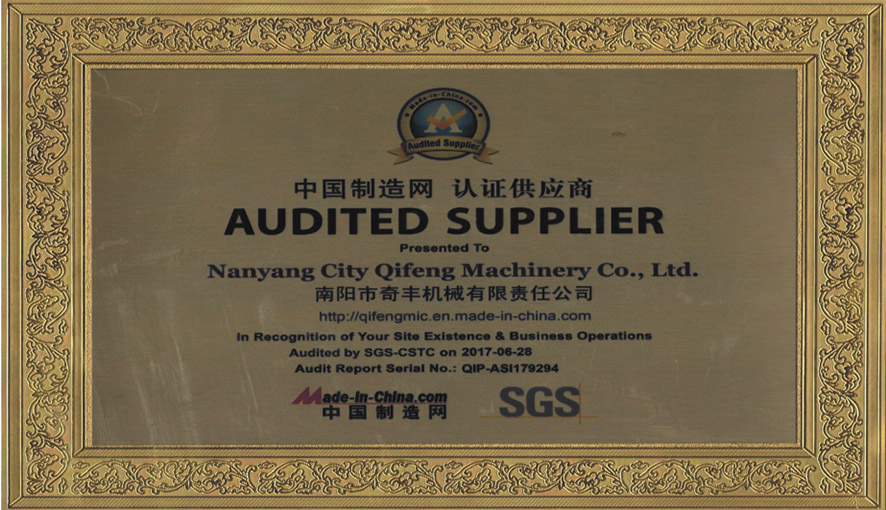 Made-in-China.com
A
Audited Supplier
中国制造网 认证供应商
AUDITED SUPPLIER
Presented To
Nanyang City Qifeng Machinery Co., Ltd.
南阳市奇丰机械有限责任公司
http://qifengmic.en.made-in-china.com
In Recognition of Your Site Existence & Business Operations
Audited by SGS-CSTC on 2017-06-28
Audit Report Serial No.: QIP-ASI179294
Made-in-China.com
中国制造网
SGS